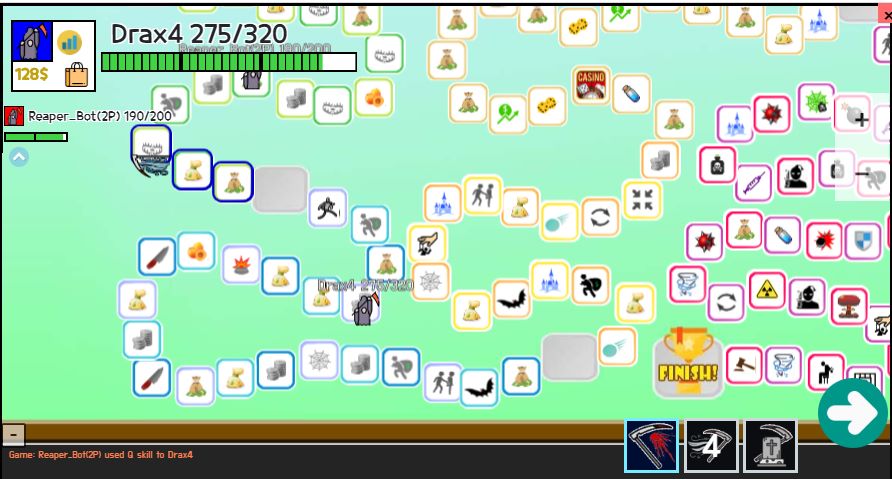 Drax4 275/320
Reaper_Bot(2P) 190/200
128$
Reaper_Bot(2P) 190/200
CASINO
+
-
Drax4 275/320
FINISH!
-
4
Game: Reaper_Bot(2P) used Q skill to Drax4